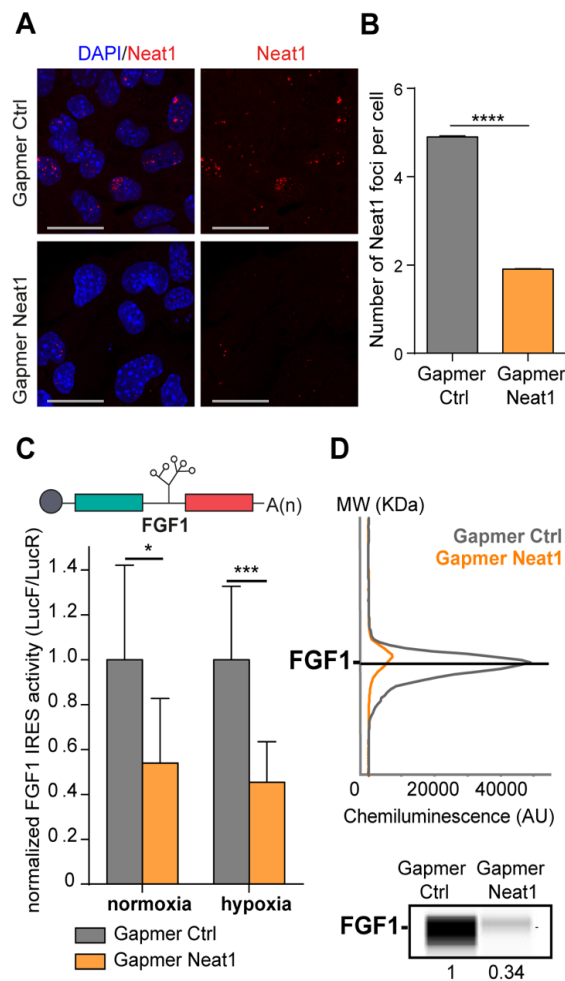 A
DAPI/Neat1
Neat1
Gapmer Ctrl
Gapmer Neat1
B
Number of Neat1 foci per cell
6
4
2
0
****
Gapmer
Ctrl
Gapmer
Neat1
C
A(n)
FGF1
normalized FGF1 IRES activity (LucF/LucR)
1.4
1.2
1.0
0.8
0.6
0.4
0.2
0
*
***
normoxia
hypoxia
Gapmer Ctrl
Gapmer Neat1
D
MW (KDa)
Gapmer Ctrl
Gapmer Neat1
FGF1-
0
20000
40000
Chemiluminescence (AU)
Gapmer
Ctrl
Gapmer
Neat1
FGF1-
-
1
0.34